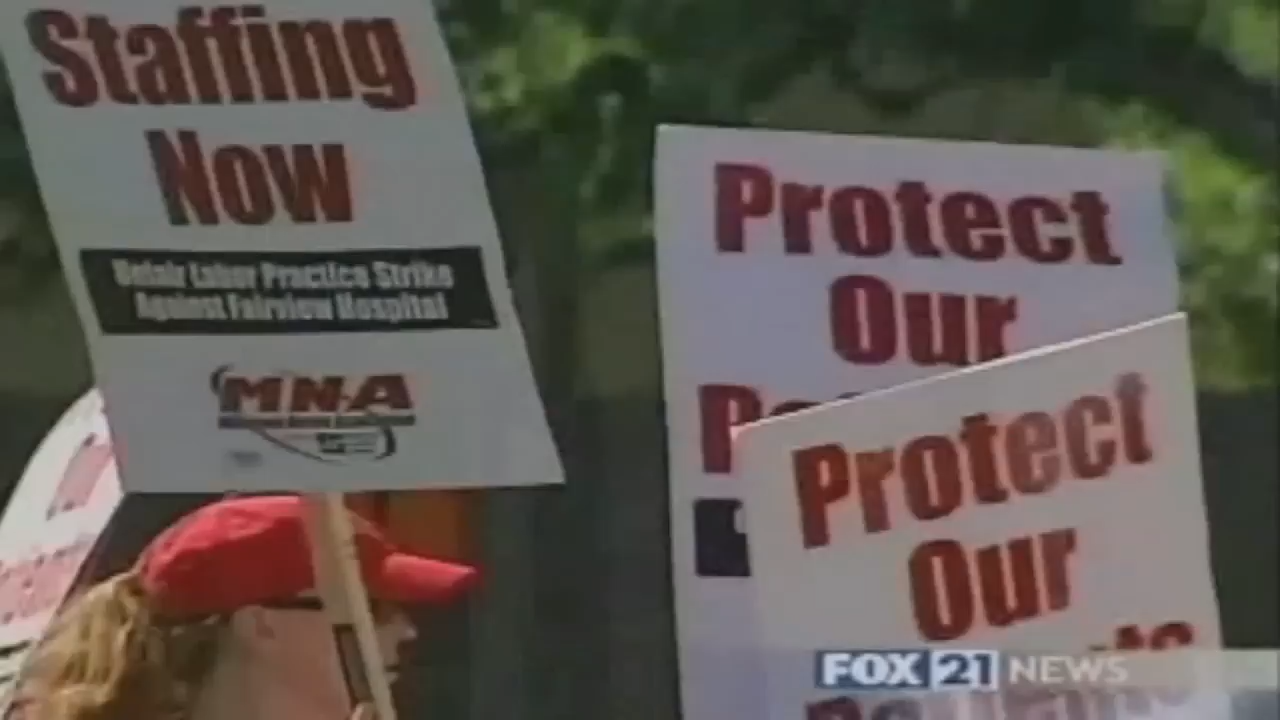 Staffing
Now
Unfair Labor Practice Strike
Against Fairview Hospital
MNA
Protect
Our
Protect
Our
FOX 21 NEWS